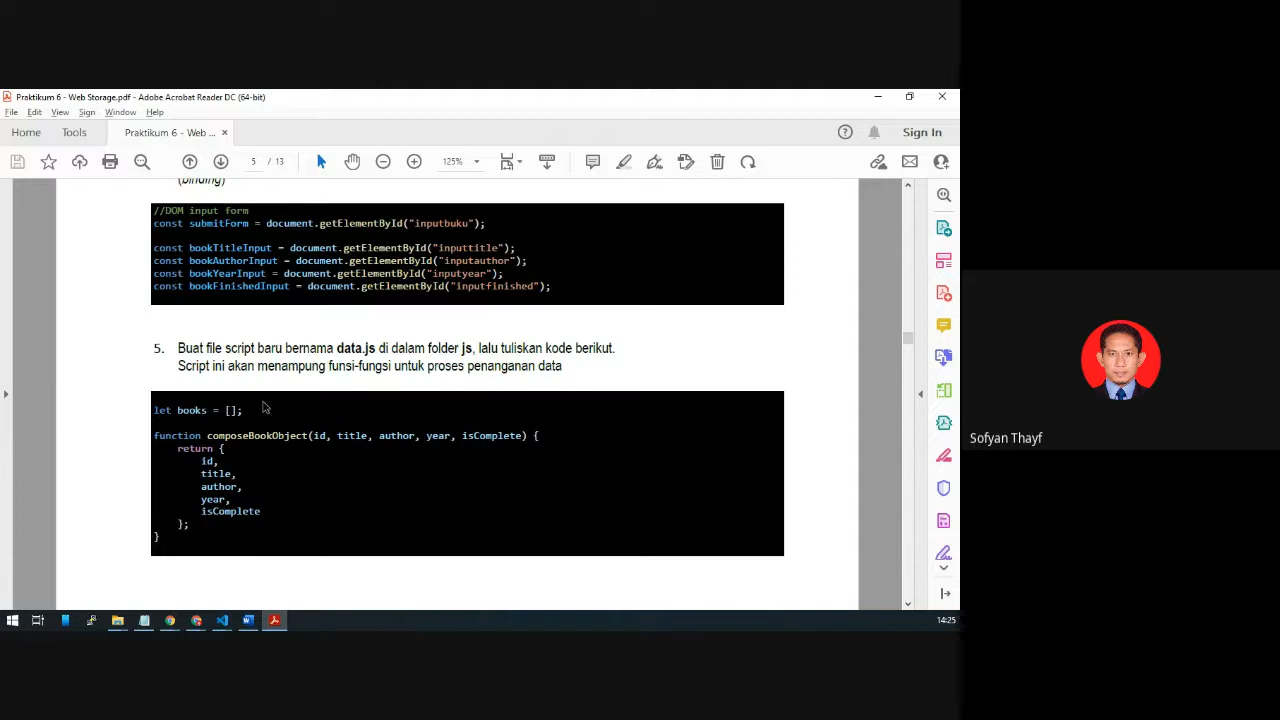 Praktikum 6 - Web Storage.pdf - Adobe Acrobat Reader DC (64-bit)
File Edit View Sign Window Help
Home Tools Praktikum 6 - Web ... × Sign In
5 / 13 125%
(binding)
//DOM input form
const submitForm = document.getElementById("inputbuku");
const bookTitleInput = document.getElementById("inputtitle");
const bookAuthorInput = document.getElementById("inputauthor");
const bookYearInput = document.getElementById("inputyear");
const bookFinishedInput = document.getElementById("inputfinished");
5. Buat file script baru bernama data.js di dalam folder js, lalu tuliskan kode berikut.
Script ini akan menampung funsi-fungsi untuk proses penanganan data
let books = [];
function composeBookObject(id, title, author, year, isComplete) {
return {
id,
title,
author,
year,
isComplete
};
}
Sofyan Thayf
14:25